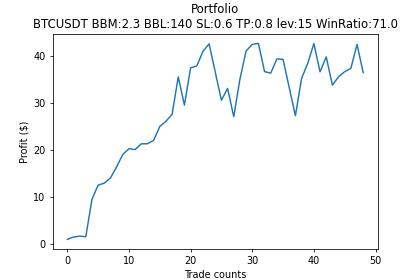 Portfolio
BTCUSDT BBM:2.3 BBL:140 SL:0.6 TP:0.8 lev:15 WinRatio:71.0
40
30
20
10
0
Profit ($)
0 10 20 30 40 50
Trade counts